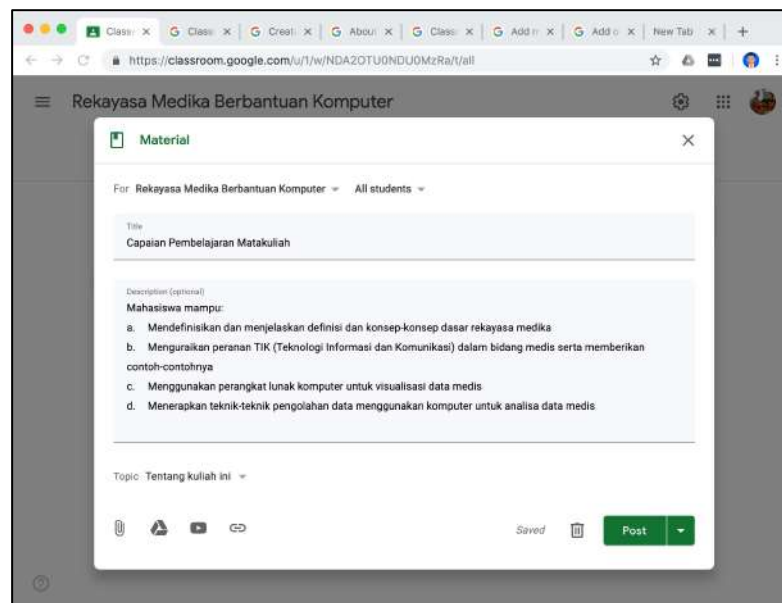 Class
Class
Creat
About
Class
Add n
Add o
New Tab
https://classroom.google.com/u/1/w/NDA2OTU0NDU0MzRa/t/all
Rekayasa Medika Berbantuan Komputer
Material
For Rekayasa Medika Berbantuan Komputer All students
Title
Capaian Pembelajaran Matakuliah
Description (optional)
Mahasiswa mampu:
a. Mendefinisikan dan menjelaskan definisi dan konsep-konsep dasar rekayasa medika
b. Menguraikan peranan TIK (Teknologi Informasi dan Komunikasi) dalam bidang medis serta memberikan
contoh-contohnya
c. Menggunakan perangkat lunak komputer untuk visualisasi data medis
d. Menerapkan teknik-teknik pengolahan data menggunakan komputer untuk analisa data medis
Topic Tentang kuliah ini
Saved
Post